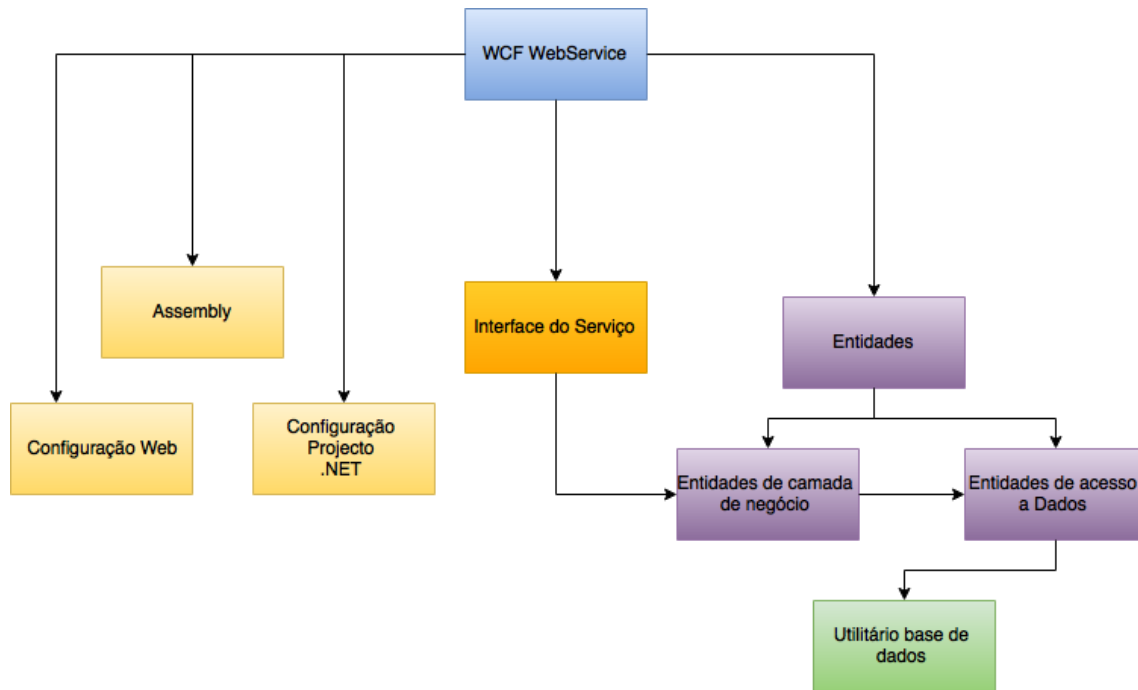 WCF WebService
Assembly
Interface do Serviço
Entidades
Configuração Web
Configuração
Projecto
.NET
Entidades de camada
de negócio
Entidades de acesso
a Dados
Utilitário base de
dados